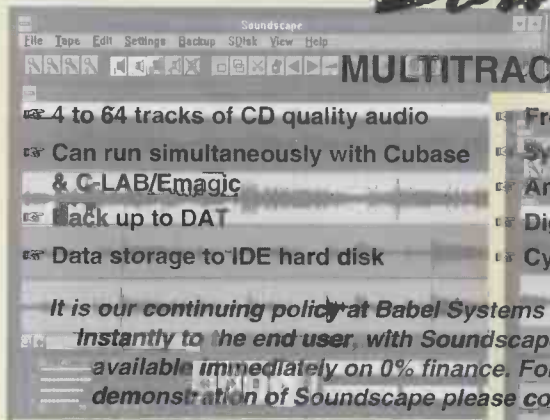 Soundscape
File Tape Edit Settings Backup SDisk View Help
MULTITRAC
4 to 64 tracks of CD quality audio
Can run simultaneously with Cubase
& C-LAB/Emagic
Back up to DAT
Data storage to IDE hard disk
Fr
Sy
Ar
Dig
Cy
It is our continuing policy at Babel Systems
instantly to the end user, with Soundscap
available immediately on 0% finance. For
demonstration of Soundscape please co